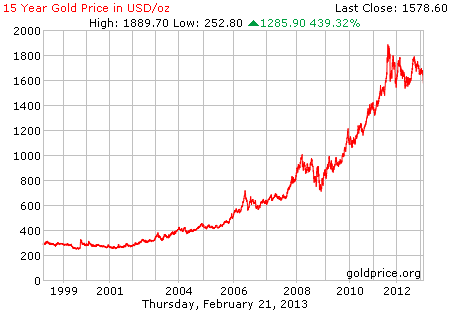 15 Year Gold Price in USD/oz Last Close: 1578.60
High: 1889.70 Low: 252.80 1285.90 439.32%
2000
1800
1600
1400
1200
1000
800
600
400
200
0
goldprice.org
1999 2001 2004 2006 2007 2010 2012
Thursday, February 21, 2013